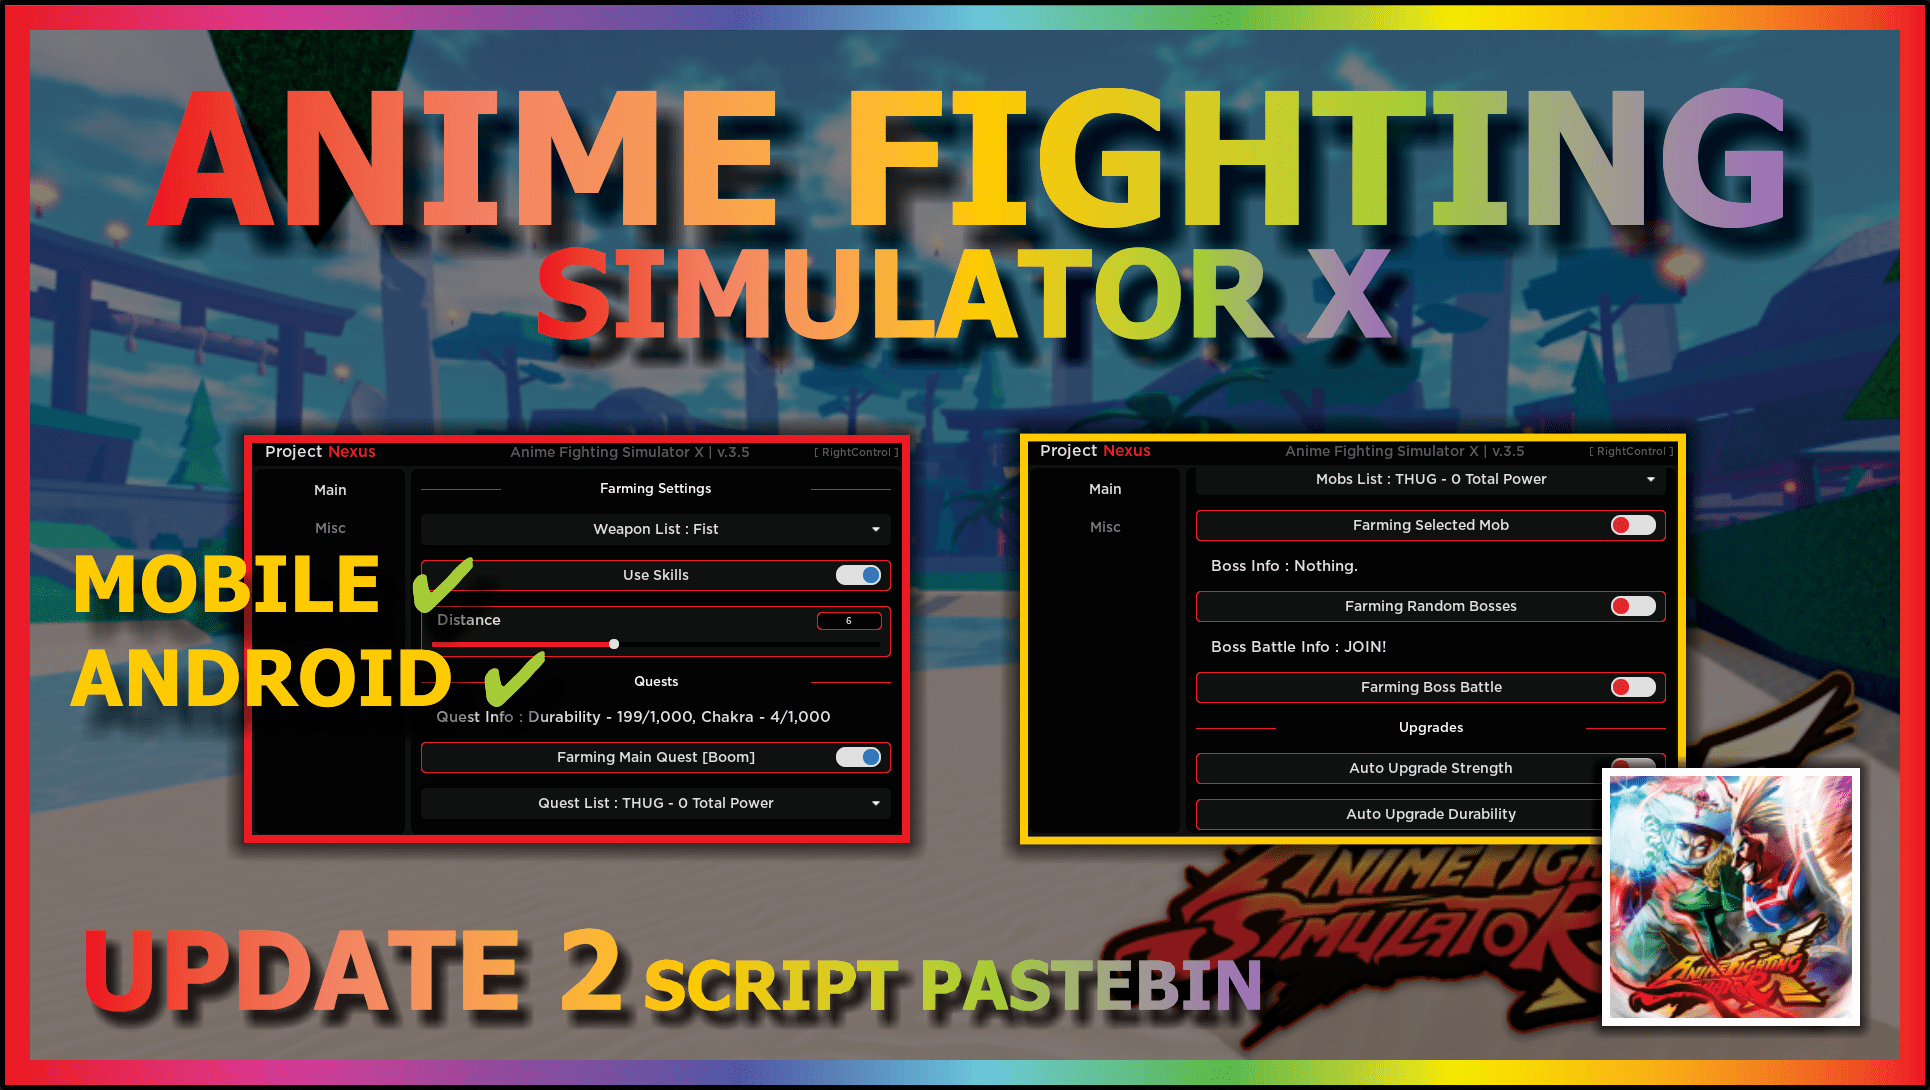 ANIME FIGHTING
SIMULATOR X
Project Nexus
Anime Fighting Simulator X | v.3.5
[ RightControl ]
Main
Misc
Farming Settings
Weapon List : Fist
Use Skills
Distance
6
Quests
Quest Info : Durability - 199/1,000, Chakra - 4/1,000
Farming Main Quest [Boom]
Quest List : THUG - 0 Total Power
MOBILE
ANDROID
Project Nexus
Anime Fighting Simulator X | v.3.5
[ RightControl ]
Main
Misc
Mobs List : THUG - 0 Total Power
Farming Selected Mob
Boss Info : Nothing.
Farming Random Bosses
Boss Battle Info : JOIN!
Farming Boss Battle
Upgrades
Auto Upgrade Strength
Auto Upgrade Durability
UPDATE 2 SCRIPT PASTEBIN
ANIME FIGHTING